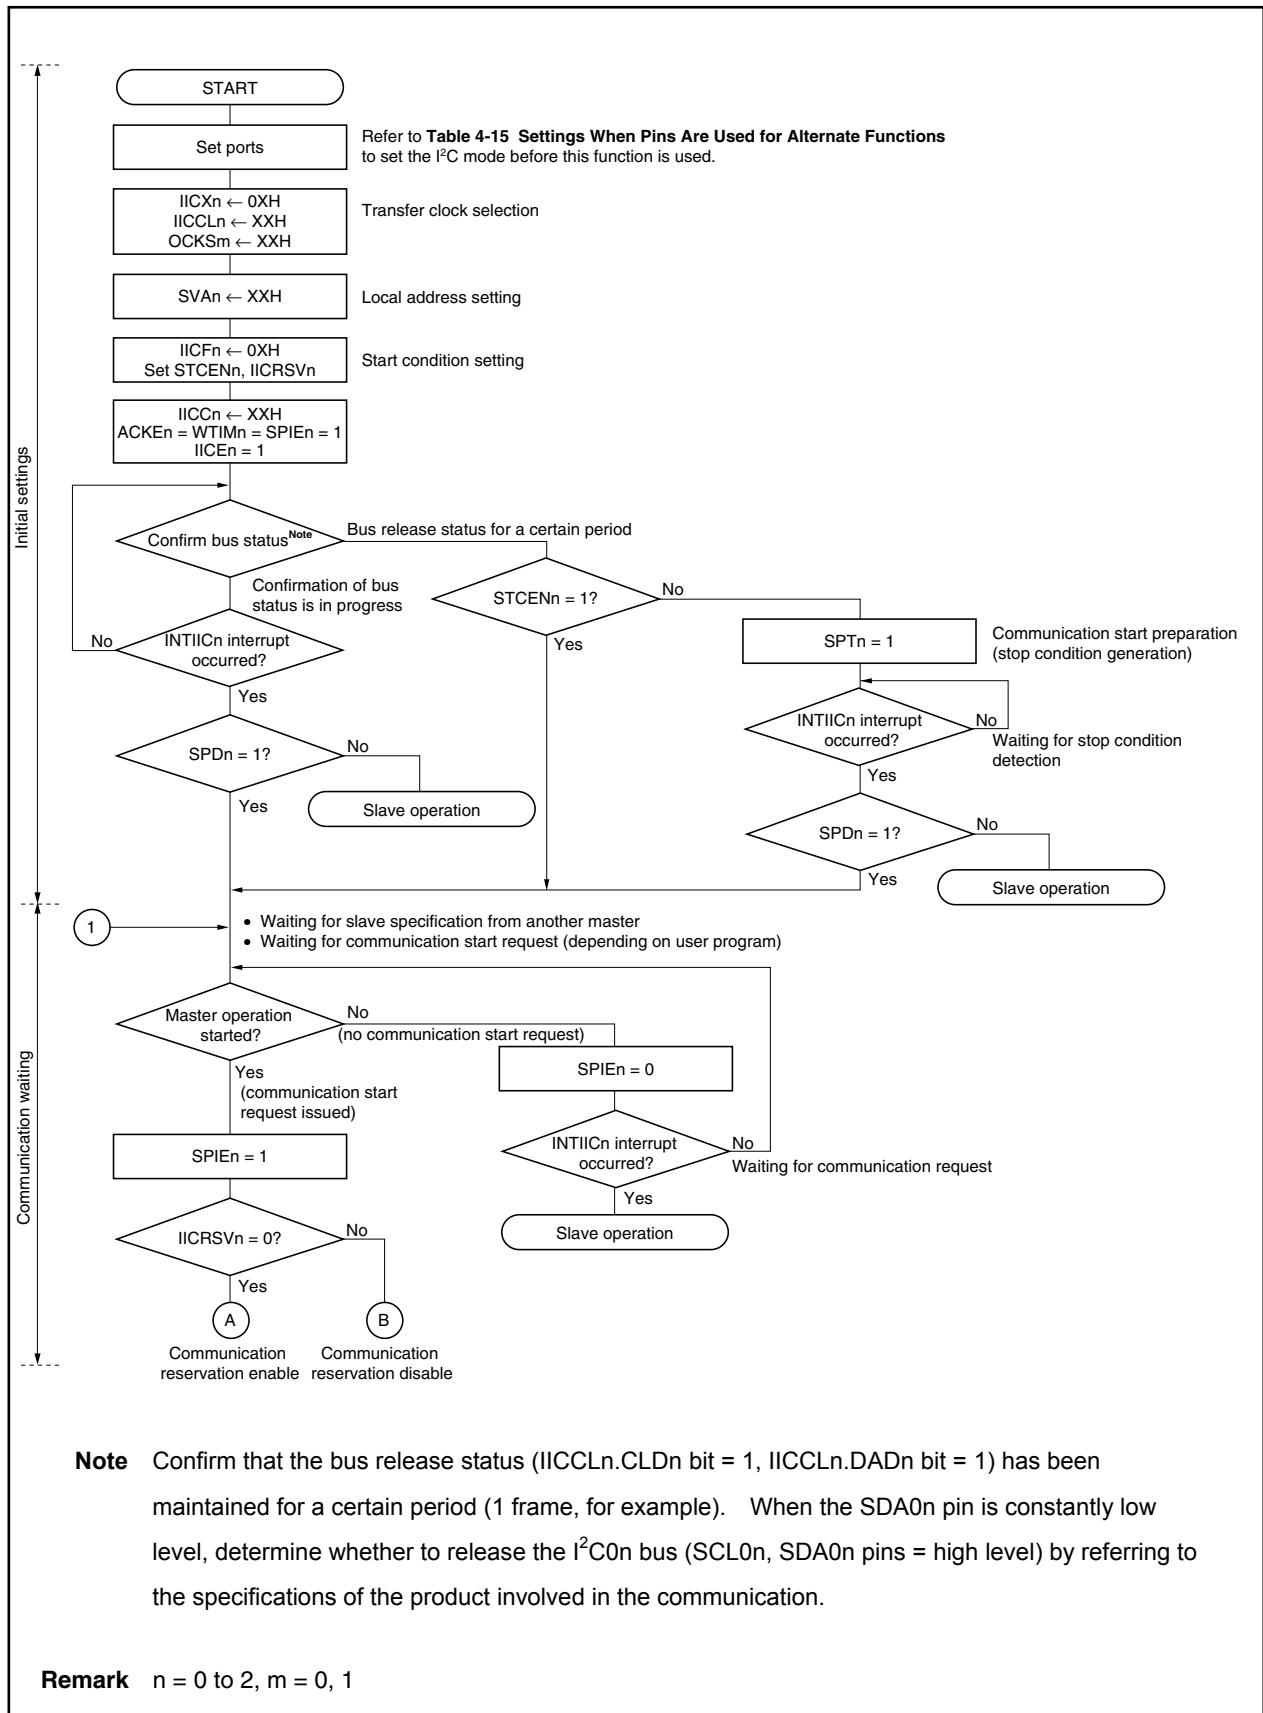 START
Set ports
Refer to Table 4-15 Settings When Pins Are Used for Alternate Functions
to set the I²C mode before this function is used.
IICXn ← 0XH
IICCLn ← XXH
OCKSm ← XXH
Transfer clock selection
SVAn ← XXH
Local address setting
IICFn ← 0XH
Set STCENn, IICRSVn
Start condition setting
IICCn ← XXH
ACKEn = WTIMn = SPIEn = 1
IICEn = 1
Initial settings
Confirm bus statusNote
Bus release status for a certain period
Confirmation of bus
status is in progress
STCENn = 1?
No
Yes
SPTn = 1
Communication start preparation
(stop condition generation)
No
INTIICn interrupt
occurred?
Yes
INTIICn interrupt
occurred?
No
Waiting for stop condition
detection
Yes
SPDn = 1?
No
Slave operation
Yes
SPDn = 1?
No
Slave operation
Yes
1
• Waiting for slave specification from another master
• Waiting for communication start request (depending on user program)
Communication waiting
Master operation
started?
No
(no communication start request)
Yes
(communication start
request issued)
SPIEn = 0
INTIICn interrupt
occurred?
No
Waiting for communication request
Yes
Slave operation
SPIEn = 1
IICRSVn = 0?
No
Yes
A
B
Communication
reservation enable
Communication
reservation disable
Note Confirm that the bus release status (IICCLn.CLDn bit = 1, IICCLn.DADn bit = 1) has been
maintained for a certain period (1 frame, for example). When the SDA0n pin is constantly low
level, determine whether to release the I²C0n bus (SCL0n, SDA0n pins = high level) by referring to
the specifications of the product involved in the communication.
Remark n = 0 to 2, m = 0, 1